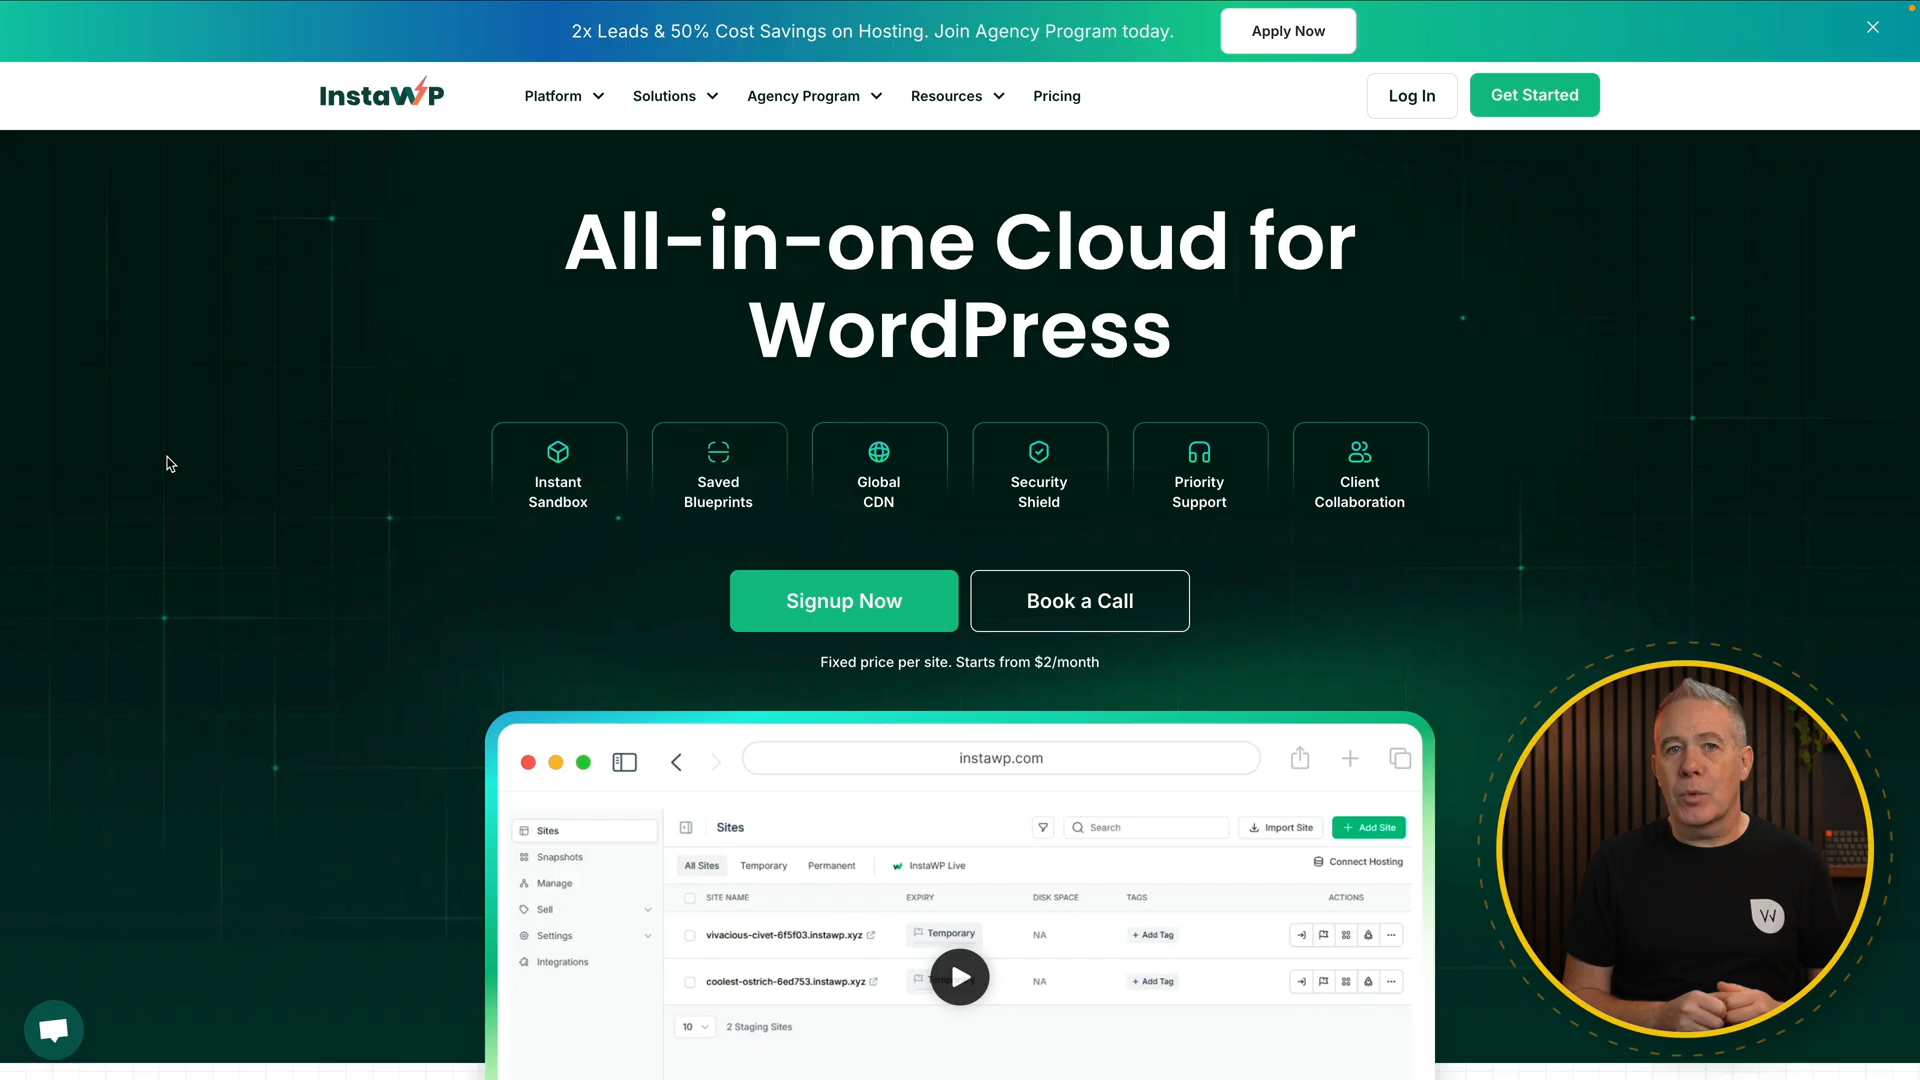 2x Leads & 50% Cost Savings on Hosting. Join Agency Program today.
Apply Now
InstaWP
Platform
Solutions
Agency Program
Resources
Pricing
Log In
Get Started
All-in-one Cloud for
WordPress
Instant
Sandbox
Saved
Blueprints
Global
CDN
Security
Shield
Priority
Support
Client
Collaboration
Signup Now
Book a Call
Fixed price per site. Starts from $2/month
instawp.com
Sites
Snapshots
Manage
Sell
Settings
Integrations
Sites
Search
Import Site
+ Add Site
All Sites
Temporary
Permanent
InstaWP Live
Connect Hosting
SITE NAME
EXPIRY
DISK SPACE
TAGS
ACTIONS
vivacious-civet-6f5f03.instawp.xyz
Temporary
NA
+ Add Tag
coolest-ostrich-6ed753.instawp.xyz
NA
+ Add Tag
10
2 Staging Sites
W